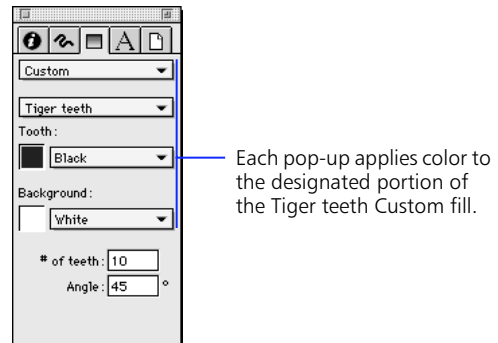 A
Custom
Tiger teeth
Tooth:
Black
Background:
White
# of teeth: 10
Angle: 45 °
Each pop-up applies color to
the designated portion of
the Tiger teeth Custom fill.